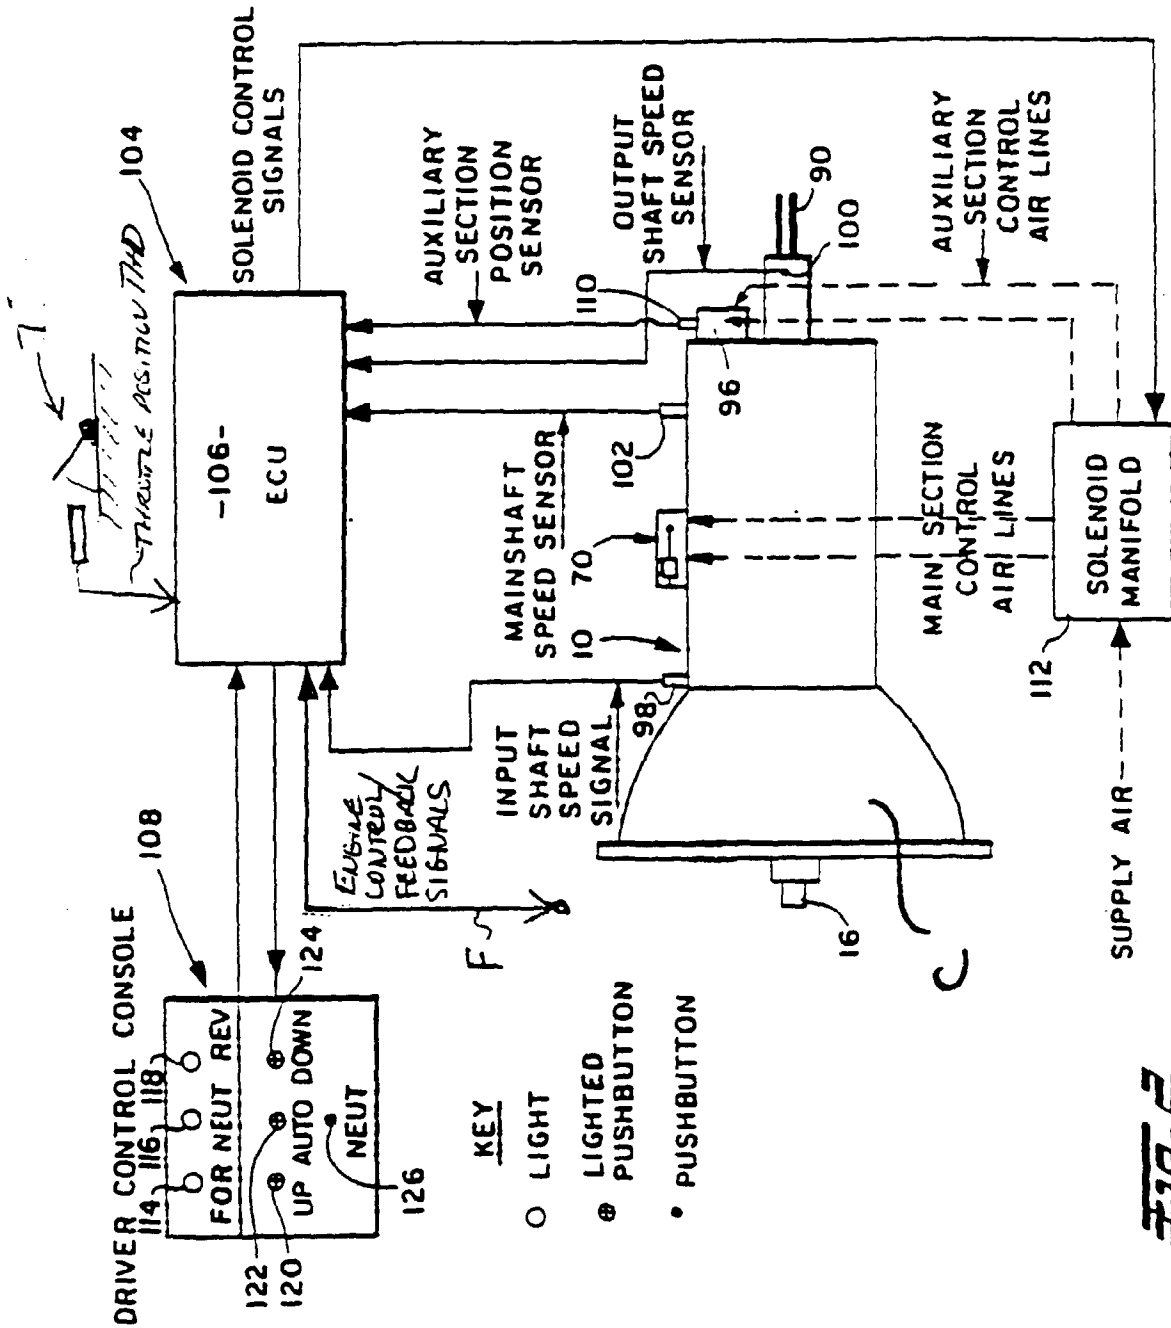 DRIVER CONTROL CONSOLE
108
114
116
118
FOR NEUT REV
UP AUTO DOWN
NEUT
120
122
124
126
KEY
LIGHT
LIGHTED
PUSHBUTTON
PUSHBUTTON
104
-106-
ECU
SOLENOID CONTROL
SIGNALS
ENGINE
CONTROL/
FEEDBACK
SIGNALS
F
INPUT
SHAFT
SPEED
SIGNAL
98
MAINSHAFT
SPEED SENSOR
10
70
102
AUXILIARY
SECTION
POSITION
SENSOR
110
OUTPUT
SHAFT SPEED
SENSOR
96
90
100
16
C
MAIN SECTION
CONTROL
AIR LINES
AUXILIARY
SECTION
CONTROL
AIR LINES
SUPPLY AIR
112
SOLENOID
MANIFOLD
THROTTLE POSITION THD